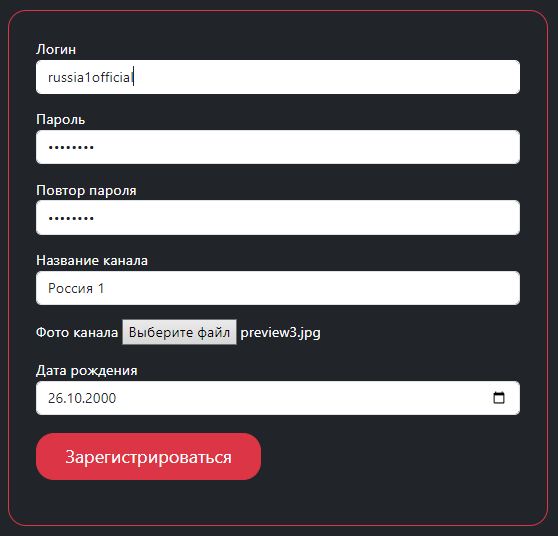 Логин
russia1official
Пароль
••••••••
Повтор пароля
••••••••
Название канала
Россия 1
Фото канала Выберите файл preview3.jpg
Дата рождения
26.10.2000
Зарегистрироваться